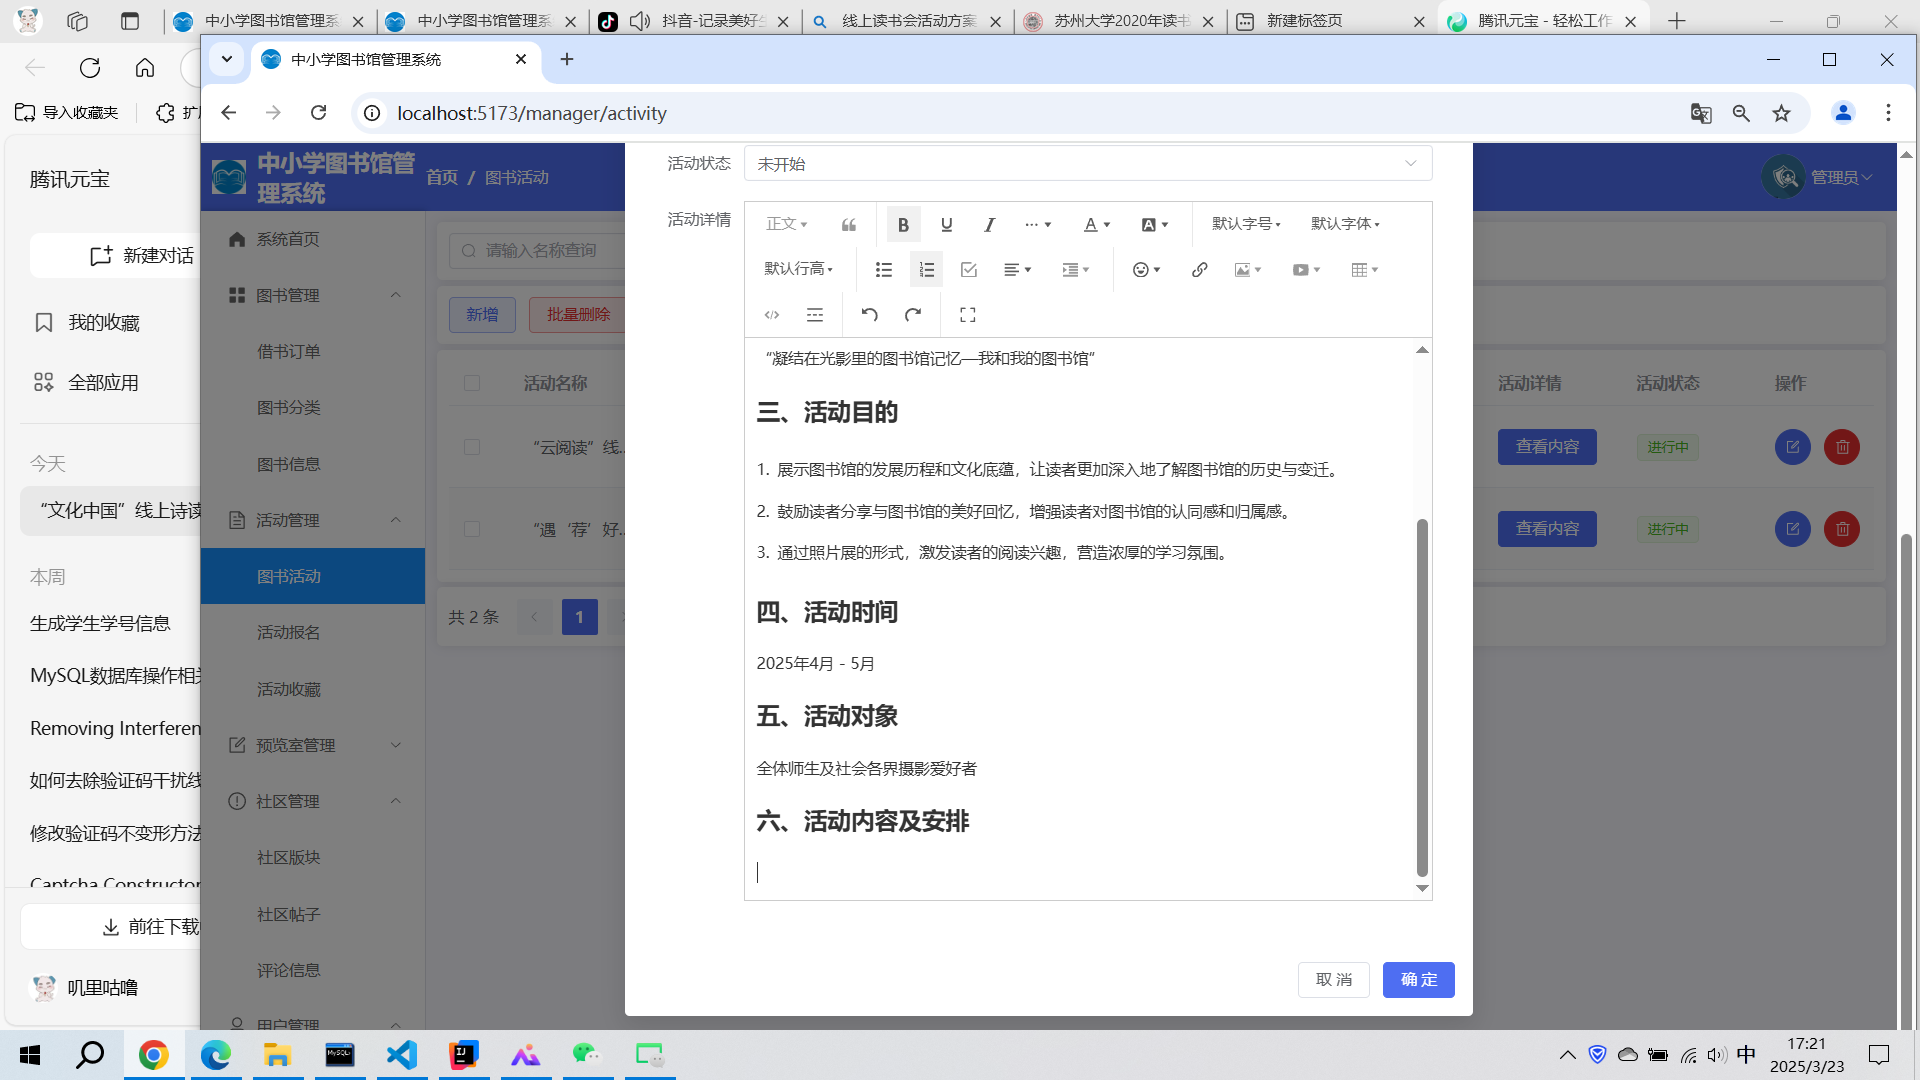 中小学图书馆管理系
中小学图书馆管理系
抖音-记录美好生
线上读书会活动方案
苏州大学2020年读书
新建标签页
腾讯元宝 - 轻松工作
中小学图书馆管理系统
导入收藏夹
localhost:5173/manager/activity
腾讯元宝
新建对话
我的收藏
全部应用
今天
“文化中国”线上诗读
本周
生成学生学号信息
MySQL数据库操作相关
Removing Interferen
如何去除验证码干扰线
修改验证码不变形方法
Captcha Constructor
前往下载
叽里咕噜
中小学图书馆管
理系统
首页 / 图书活动
管理员
系统首页
图书管理
借书订单
图书分类
图书信息
活动管理
图书活动
活动报名
活动收藏
预览室管理
社区管理
社区版块
社区帖子
评论信息
用户管理
请输入名称查询
新增
批量删除
活动名称
活动详情
活动状态
操作
“云阅读”线...
查看内容
进行中
“遇‘荐’好...
查看内容
进行中
共 2 条
1
活动状态
未开始
活动详情
正文
B
U
I
A
A
默认字号
默认字体
默认行高
“凝结在光影里的图书馆记忆—我和我的图书馆”
三、活动目的
1. 展示图书馆的发展历程和文化底蕴，让读者更加深入地了解图书馆的历史与变迁。
2. 鼓励读者分享与图书馆的美好回忆，增强读者对图书馆的认同感和归属感。
3. 通过照片展的形式，激发读者的阅读兴趣，营造浓厚的学习氛围。
四、活动时间
2025年4月 - 5月
五、活动对象
全体师生及社会各界摄影爱好者
六、活动内容及安排
取 消
确 定
中
17:21
2025/3/23